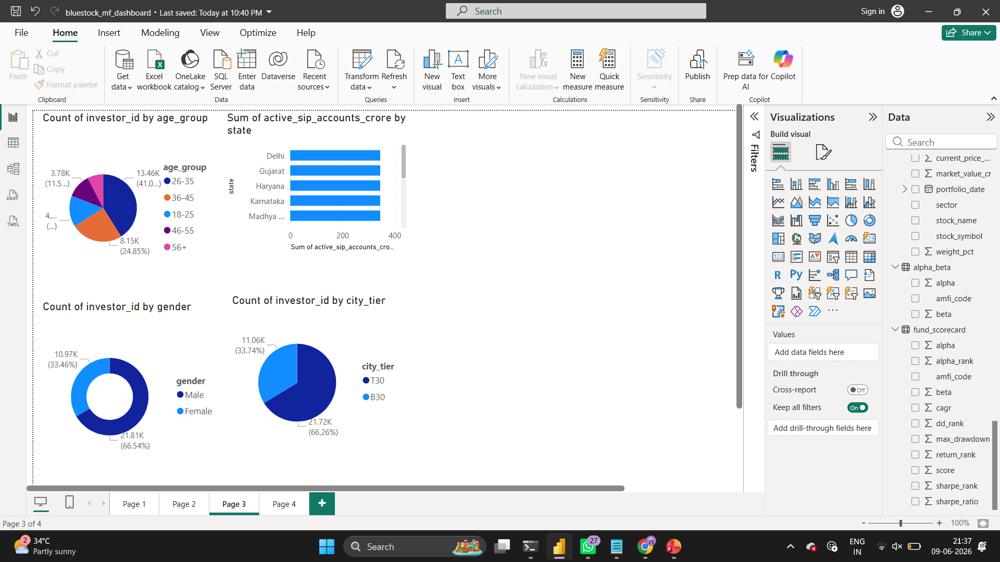 bluestock_mf_dashboard • Last saved: Today at 10:40 PM
Search
Sign in
File
Home
Insert
Modeling
View
Optimize
Help
Share
Paste
Cut
Copy
Format painter
Clipboard
Get data
Excel workbook
OneLake catalog
SQL Server
Enter data
Dataverse
Recent sources
Data
Transform data
Refresh
Queries
New visual
Text box
More visuals
Insert
New visual calculation
New measure
Quick measure
Calculations
Sensitivity
Sensitivity
Publish
Share
Prep data for AI
Copilot
Copilot
Count of investor_id by age_group
3.78K
(11.5...)
13.46K
(41.0...)
4....
(...)
8.15K
(24.85%)
age_group
26-35
36-45
18-25
46-55
56+
Sum of active_sip_accounts_crore by
state
state
Delhi
Gujarat
Haryana
Karnataka
Madhya ...
0
200
400
Sum of active_sip_accounts_cro...
Count of investor_id by gender
10.97K
(33.46%)
21.81K
(66.54%)
gender
Male
Female
Count of investor_id by city_tier
11.06K
(33.74%)
21.72K
(66.26%)
city_tier
T30
B30
Filters
Visualizations
Build visual
123
123
R
Py
...
Values
Add data fields here
Drill through
Cross-report
Off
Keep all filters
On
Add drill-through fields here
Data
Search
current_price_...
market_value_cr
portfolio_date
sector
stock_name
stock_symbol
weight_pct
alpha_beta
alpha
amfi_code
beta
fund_scorecard
alpha
alpha_rank
amfi_code
beta
cagr
dd_rank
max_drawdown
return_rank
score
sharpe_rank
sharpe_ratio
DAX
TMDL
Page 1
Page 2
Page 3
Page 4
+
Page 3 of 4
- + 100%
2
34°C
Partly sunny
Search
27
ENG
IN
21:37
09-06-2026